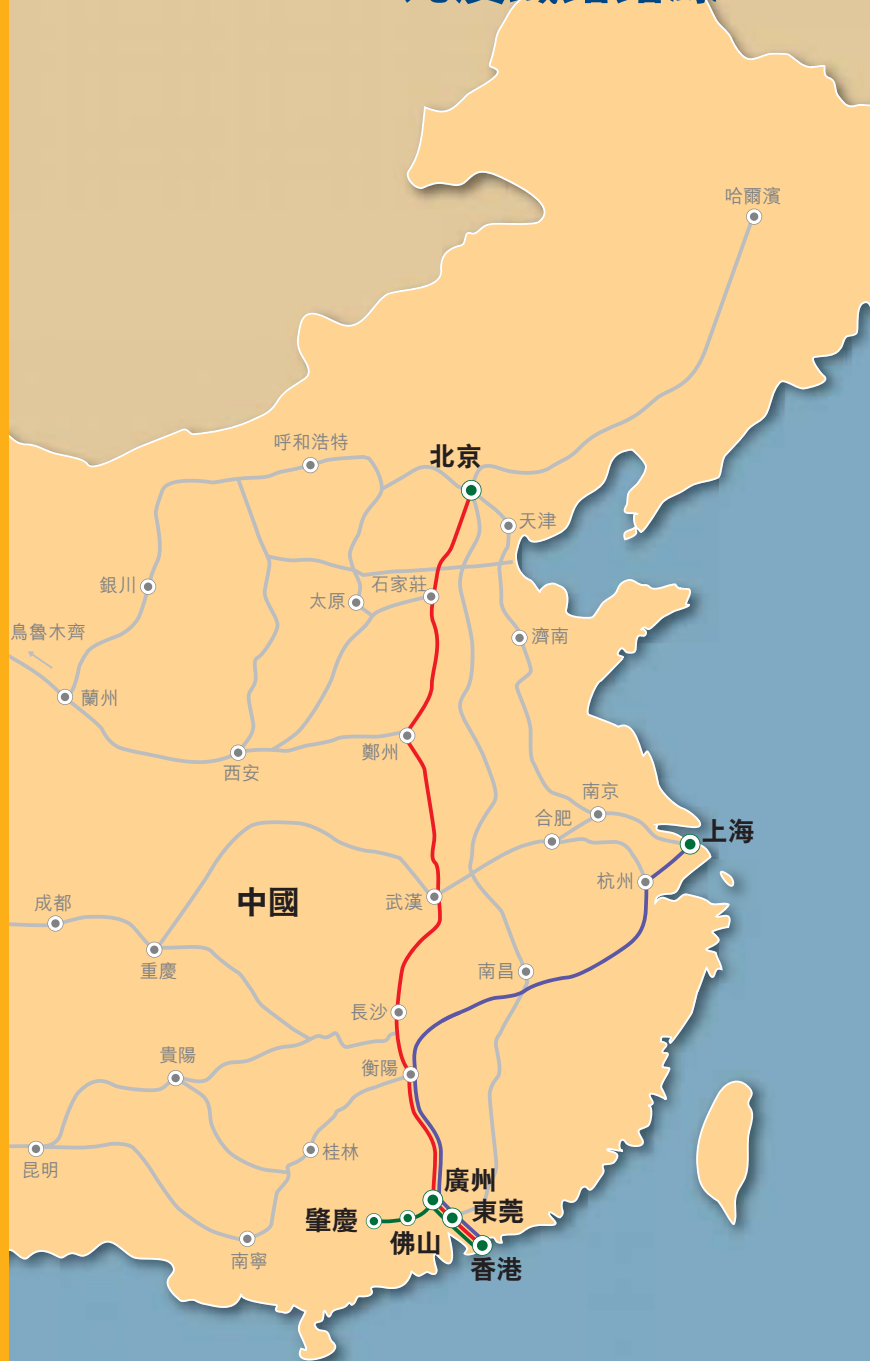 哈爾濱
呼和浩特
北京
天津
銀川
太原
石家莊
烏魯木齊
濟南
蘭州
鄭州
西安
南京
合肥
上海
杭州
中國
武漢
成都
重慶
南昌
長沙
貴陽
衡陽
桂林
昆明
廣州
東莞
肇慶
佛山
南寧
香港